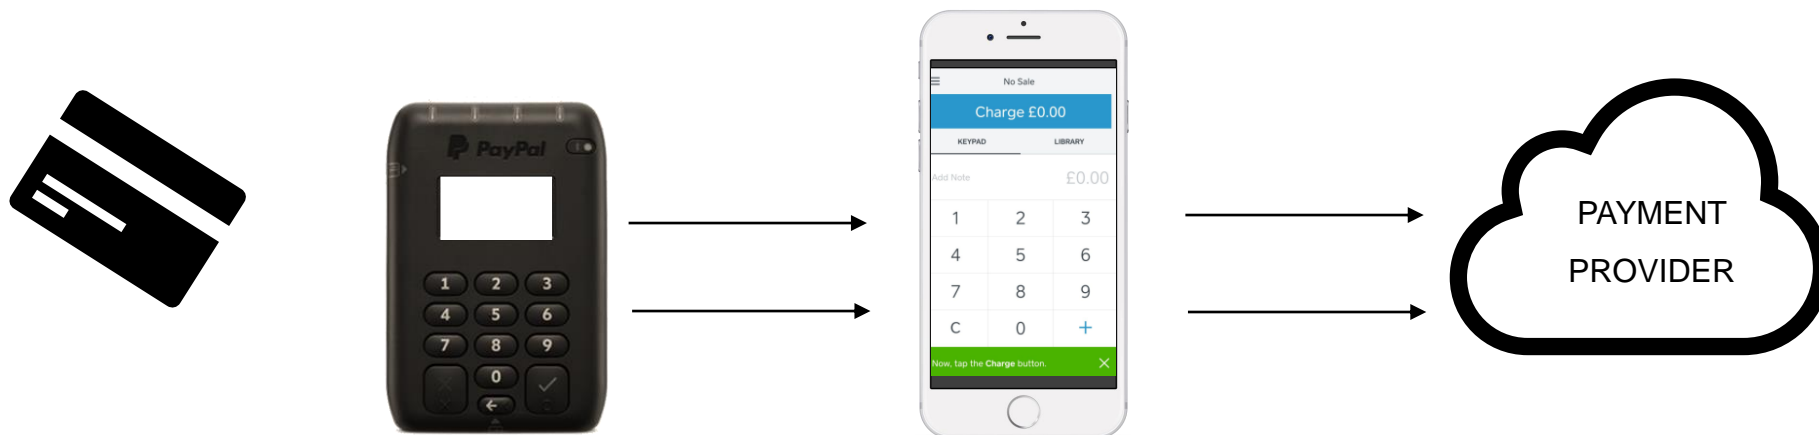 PayPal
1 2 3
4 5 6
7 8 9
0
No Sale
Charge £0.00
KEYPAD LIBRARY
Add Note £0.00
1 2 3
4 5 6
7 8 9
C 0 +
Now, tap the Charge button.
PAYMENT
PROVIDER